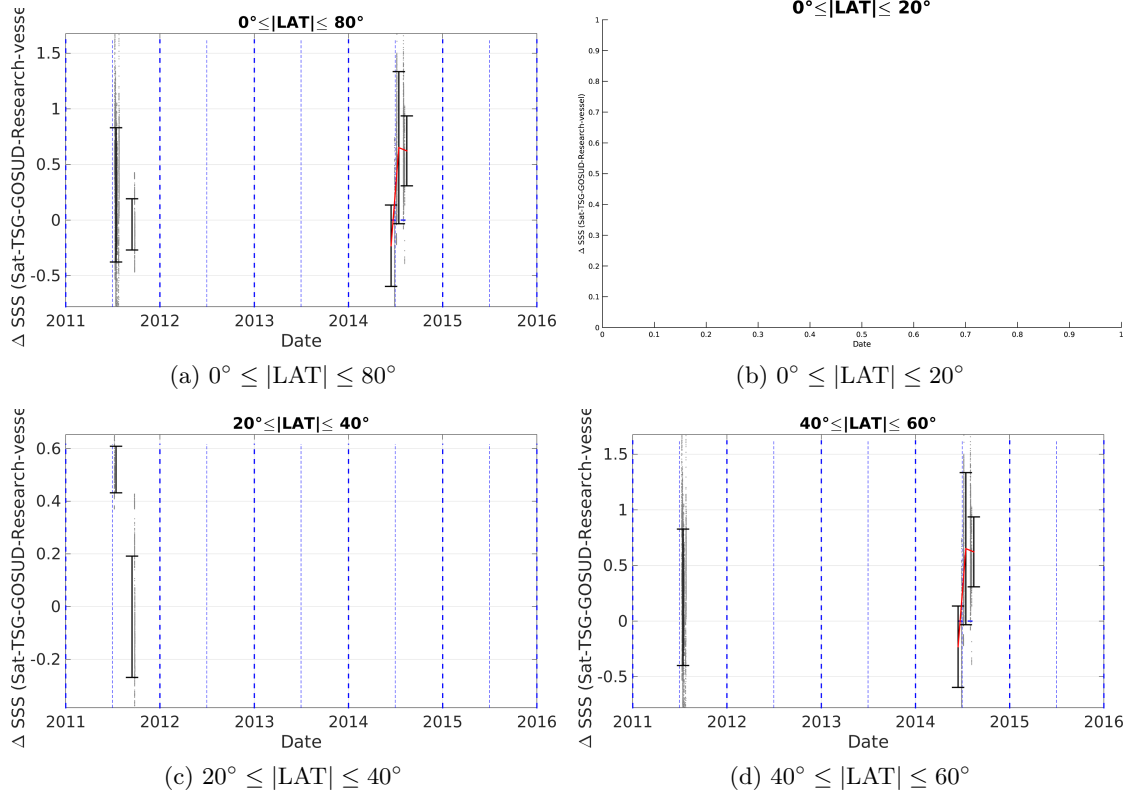 0°≤|LAT|≤ 80°
Δ SSS (Sat-TSG-GOSUD-Research-vesse
1.5
1
0.5
0
-0.5
2011 2012 2013 2014 2015 2016
Date
(a) 0° ≤ |LAT| ≤ 80°
0°≤|LAT|≤ 20°
Δ SSS (Sat-TSG-GOSUD-Research-vessel)
1
0.9
0.8
0.7
0.6
0.5
0.4
0.3
0.2
0.1
0
0 0.1 0.2 0.3 0.4 0.5 0.6 0.7 0.8 0.9 1
Date
(b) 0° ≤ |LAT| ≤ 20°
20°≤|LAT|≤ 40°
Δ SSS (Sat-TSG-GOSUD-Research-vesse
0.6
0.4
0.2
0
-0.2
2011 2012 2013 2014 2015 2016
Date
(c) 20° ≤ |LAT| ≤ 40°
40°≤|LAT|≤ 60°
Δ SSS (Sat-TSG-GOSUD-Research-vesse
1.5
1
0.5
0
-0.5
2011 2012 2013 2014 2015 2016
Date
(d) 40° ≤ |LAT| ≤ 60°